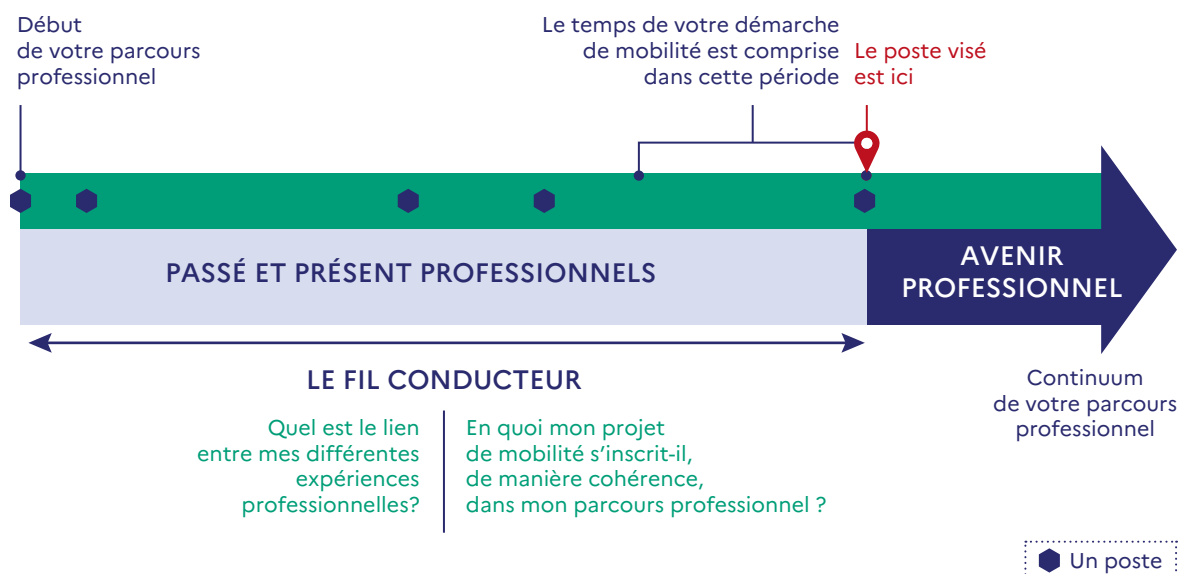 Début
de votre parcours
professionnel
Le temps de votre démarche
de mobilité est comprise
dans cette période
Le poste visé
est ici
PASSÉ ET PRÉSENT PROFESSIONNELS
AVENIR
PROFESSIONNEL
LE FIL CONDUCTEUR
Quel est le lien
entre mes différentes
expériences
professionnelles?
En quoi mon projet
de mobilité s'inscrit-il,
de manière cohérence,
dans mon parcours professionnel ?
Continuum
de votre parcours
professionnel
Un poste